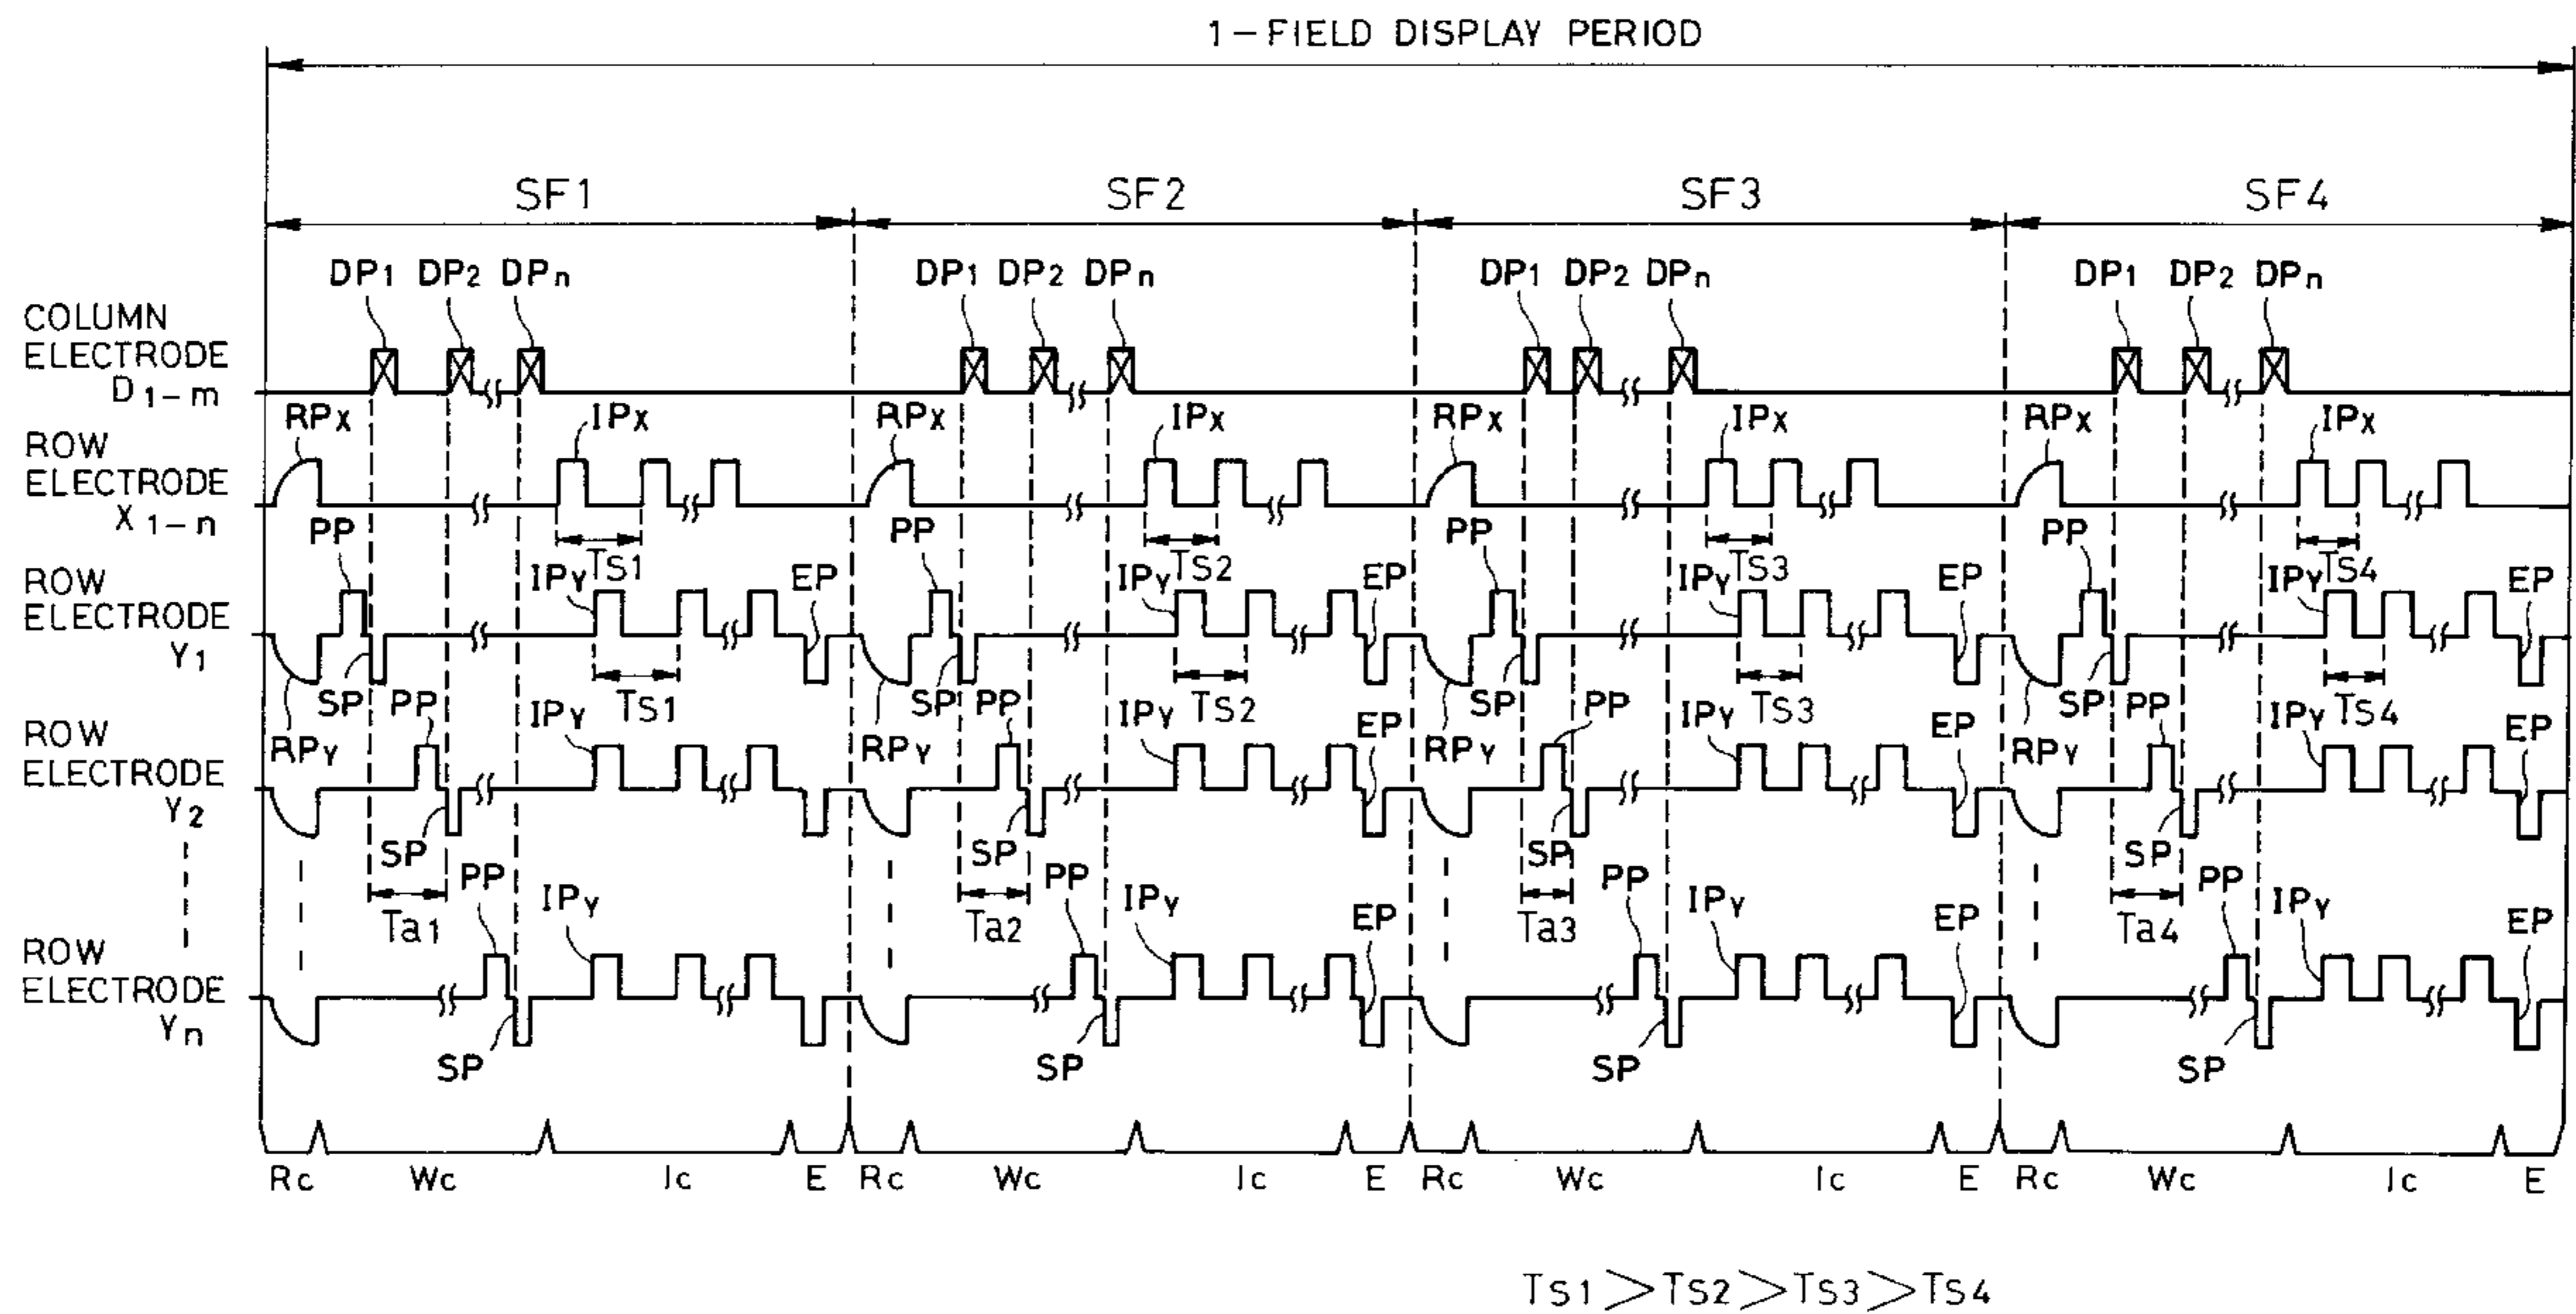 1-FIELD DISPLAY PERIOD
SF1 SF2 SF3 SF4
DP1 DP2 DPn DP1 DP2 DPn DP1 DP2 DPn DP1 DP2 DPn
COLUMN
ELECTRODE
D1-m
RPX IPX RPX IPX RPX IPX RPX IPX
ROW
ELECTRODE
X1-n
PP PP PP PP
TS1 TS2 TS3 TS4
IPY EP IPY EP IPY EP IPY EP
ROW
ELECTRODE
Y1
SP TS1 SP TS2 SP TS3 SP TS4
PP IPY PP IPY EP PP IPY EP PP IPY EP
RPY RPY RPY RPY
ROW
ELECTRODE
Y2
SP SP SP SP
PP IPY PP IPY EP PP IPY EP PP IPY EP
Ta1 Ta2 Ta3 Ta4
ROW
ELECTRODE
Yn
SP SP SP SP
Rc Wc Ic E Rc Wc Ic E Rc Wc Ic E Rc Wc Ic E
TS1>TS2>TS3>TS4